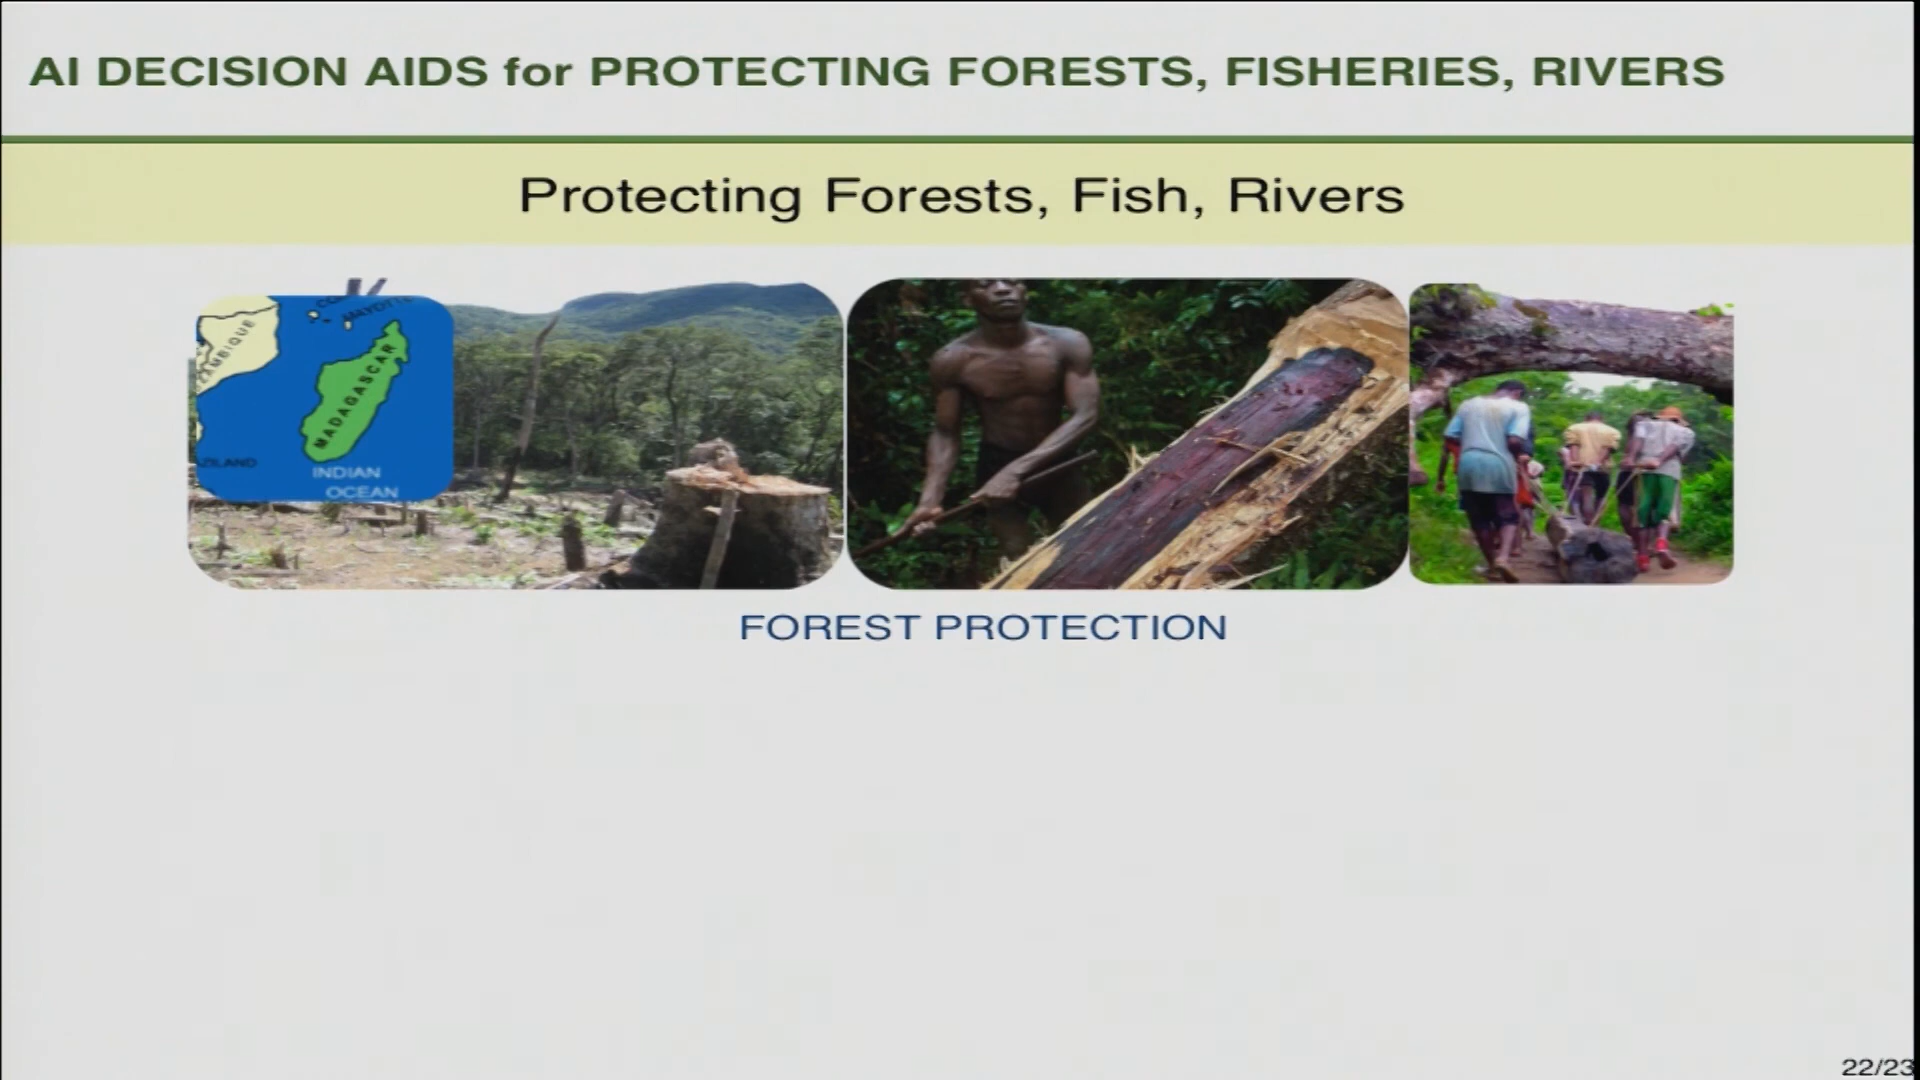 AI DECISION AIDS for PROTECTING FORESTS, FISHERIES, RIVERS
Protecting Forests, Fish, Rivers
MAYOTTE
MADAGASCAR
INDIAN
OCEAN
FOREST PROTECTION
22/23